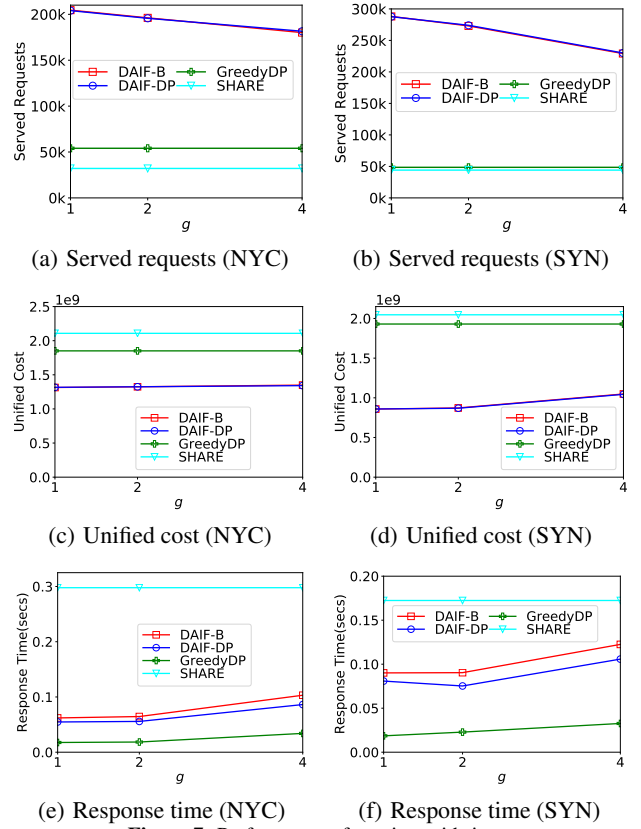 200k
150k
100k
50k
0k
Served Requests
DAIF-B
DAIF-DP
GreedyDP
SHARE
1
2
4
g
(a) Served requests (NYC)
300k
250k
200k
150k
100k
50k
0k
Served Requests
DAIF-B
DAIF-DP
GreedyDP
SHARE
1
2
4
g
(b) Served requests (SYN)
1e9
2.5
2.0
1.5
1.0
0.5
0.0
Unified Cost
DAIF-B
DAIF-DP
GreedyDP
SHARE
1
2
4
g
(c) Unified cost (NYC)
1e9
2.0
1.5
1.0
0.5
0.0
Unified Cost
DAIF-B
DAIF-DP
GreedyDP
SHARE
1
2
4
g
(d) Unified cost (SYN)
0.3
0.2
0.1
0.0
Response Time(secs)
DAIF-B
DAIF-DP
GreedyDP
SHARE
1
2
4
g
(e) Response time (NYC)
0.20
0.15
0.10
0.05
0.00
Response Time(secs)
DAIF-B
DAIF-DP
GreedyDP
SHARE
1
2
4
g
(f) Response time (SYN)